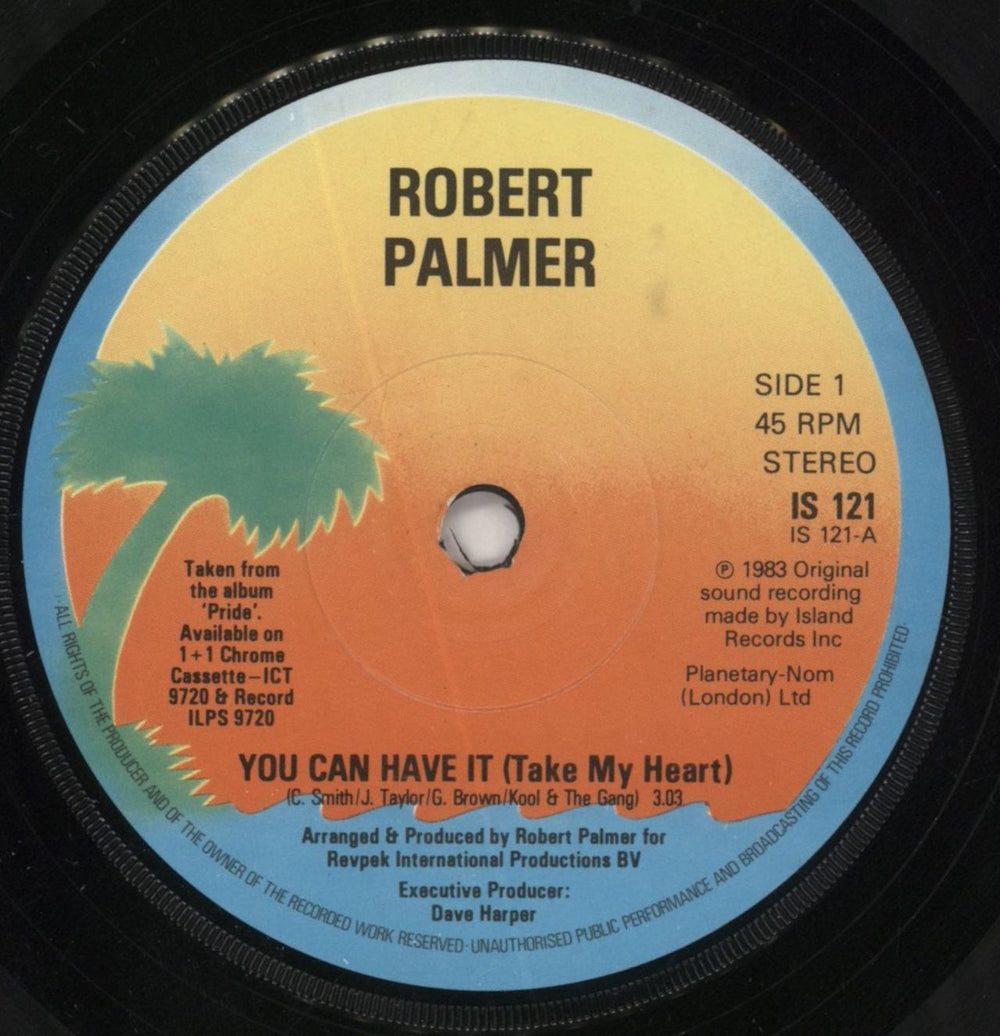 ROBERT
PALMER
SIDE 1
45 RPM
STEREO
IS 121
IS 121-A
℗ 1983 Original
sound recording
made by Island
Records Inc
Planetary-Nom
(London) Ltd
Taken from
the album
'Pride'.
Available on
1+1 Chrome
Cassette—ICT
9720 & Record
ILPS 9720
YOU CAN HAVE IT (Take My Heart)
(C. Smith/J. Taylor/G. Brown/Kool & The Gang) 3.03
Arranged & Produced by Robert Palmer for
Revpek International Productions BV
Executive Producer:
Dave Harper
·ALL RIGHTS OF THE PRODUCER AND OF THE OWNER OF THE RECORDED WORK RESERVED·UNAUTHORISED PUBLIC PERFORMANCE AND BROADCASTING OF THIS RECORD PROHIBITED·